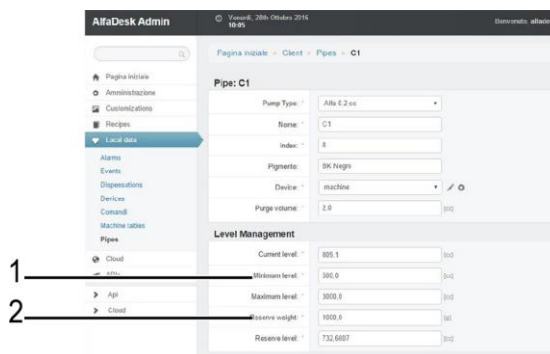 AlfaDesk Admin
Venerdì, 28th Ottobre 2016
10:05
Benvenuto, alfade
Pagina iniziale
Amministrazione
Customizations
Recipes
Local data
Alarms
Events
Dispensations
Devices
Comandi
Machine tables
Pipes
Cloud
APIs
Api
Cloud
Pagina iniziale > Client > Pipes > C1
Pipe: C1
Pump Type: * Alfa 0.2 cc
Nome: * C1
Index: * 8
Pigmento: BK Negro
Device: * machine
Purge volume: * 2.0 [cc]
Level Management
Current level: * 805.1 [cc]
1 Minimum level: * 500,0 [cc]
Maximum level: * 3000,0 [cc]
2 Reserve weight: * 1000,0 [g]
Reserve level: * 732,6007 [cc]